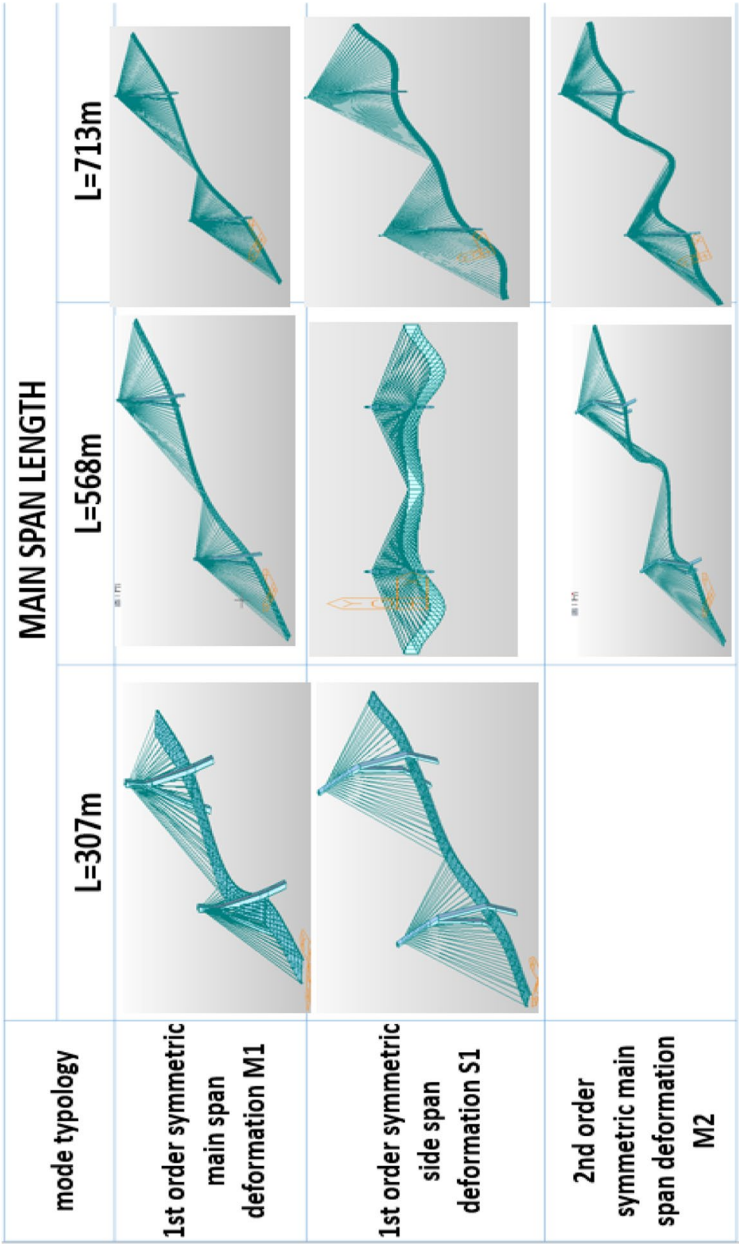 MAIN SPAN LENGTH
mode typology
L=307m
L=568m
L=713m
1st order symmetric
main span
deformation M1
1st order symmetric
side span
deformation S1
2nd order
symmetric main
span deformation
M2